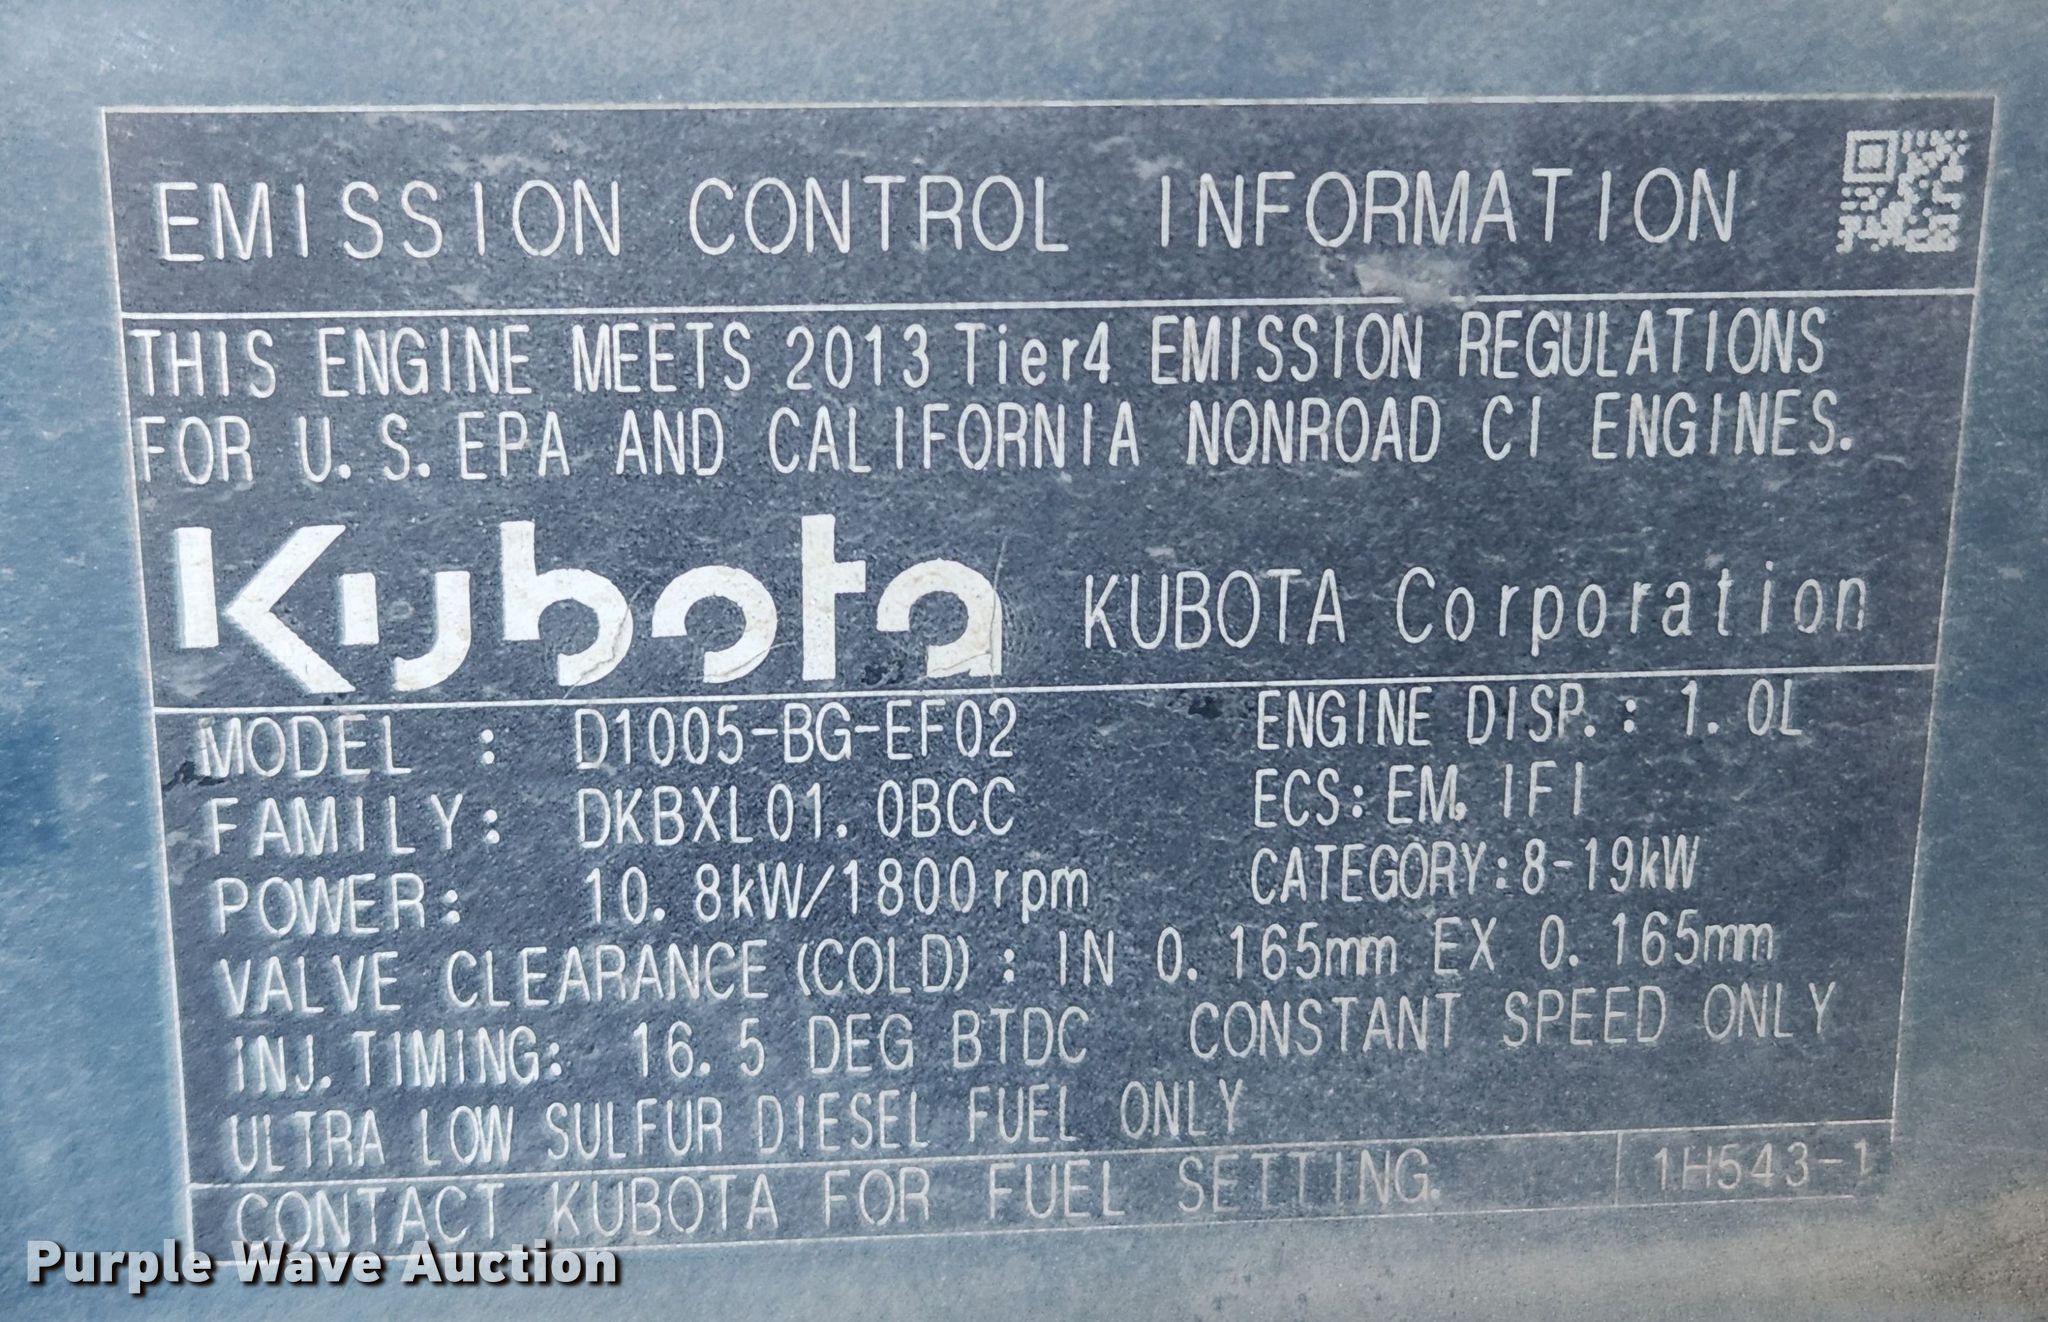 EMISSION CONTROL INFORMATION
THIS ENGINE MEETS 2013 Tier4 EMISSION REGULATIONS
FOR U.S. EPA AND CALIFORNIA NONROAD CI ENGINES.
Kubota KUBOTA Corporation
MODEL : D1005-BG-EF02 ENGINE DISP. : 1.0L
FAMILY: DKBXL01.0BCC ECS: EM, IFI
POWER: 10.8kW/1800rpm CATEGORY:8-19kW
VALVE CLEARANCE (COLD) : IN 0.165mm EX 0.165mm
INJ. TIMING: 16.5 DEG BTDC CONSTANT SPEED ONLY
ULTRA LOW SULFUR DIESEL FUEL ONLY
CONTACT KUBOTA FOR FUEL SETTING. 1H543-1
Purple Wave Auction